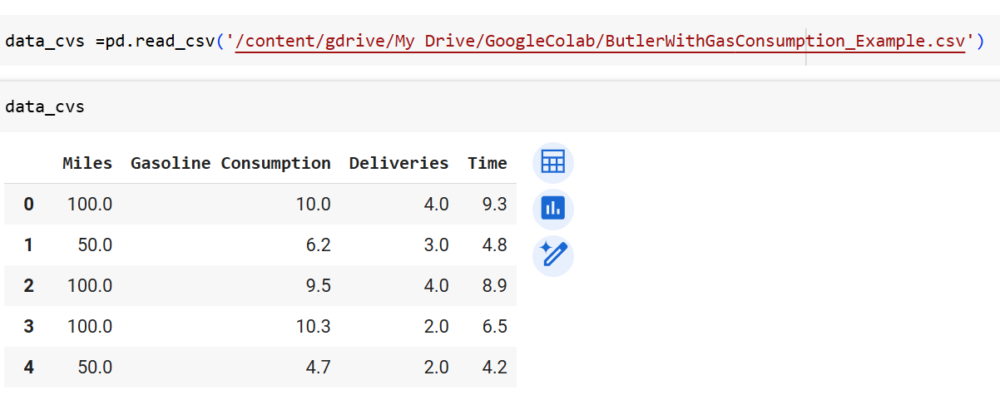 data_cvs =pd.read_csv('/content/gdrive/My Drive/GoogleColab/ButlerWithGasConsumption_Example.csv')
data_cvs
Miles Gasoline Consumption Deliveries Time
0 100.0 10.0 4.0 9.3
1 50.0 6.2 3.0 4.8
2 100.0 9.5 4.0 8.9
3 100.0 10.3 2.0 6.5
4 50.0 4.7 2.0 4.2